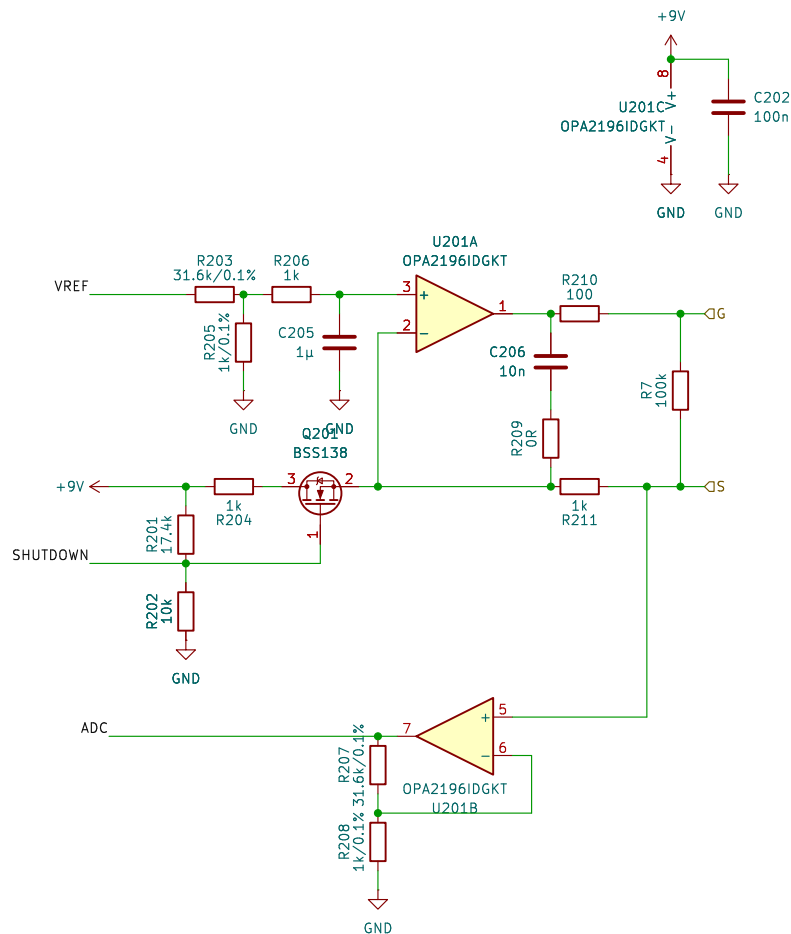 +9V
8
V+
U201C
OPA2196IDGKT
V-
4
GND
C202
100n
GND
U201A
OPA2196IDGKT
VREF
R203
31.6k/0.1%
R206
1k
R205
1k/0.1%
C205
1µ
GND
GND
3
+
2
-
1
R210
100
G
C206
10n
R209
0R
R7
100k
Q201
BSS138
+9V
1k
R204
3
2
1
1k
R211
S
R201
17.4k
SHUTDOWN
R202
10k
GND
ADC
7
5
+
6
-
R207
31.6k/0.1%
OPA2196IDGKT
U201B
R208
1k/0.1%
GND